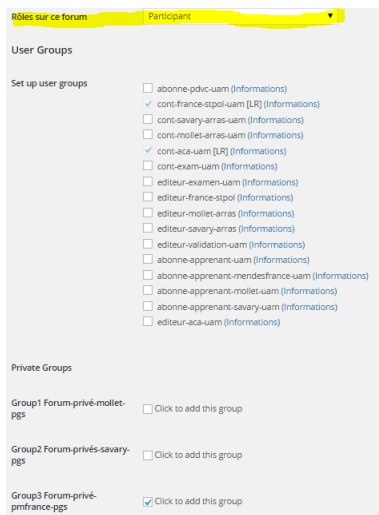 Rôles sur ce forum Participant
User Groups
Set up user groups
abonne-pdvc-uam (Informations)
cont-france-stpol-uam [LR] (Informations)
cont-savary-arras-uam (Informations)
cont-mollet-arras-uam (Informations)
cont-aca-uam [LR] (Informations)
cont-exam-uam (Informations)
editeur-examen-uam (Informations)
editeur-france-stpol (Informations)
editeur-mollet-arras (Informations)
editeur-savary-arras (Informations)
editeur-validation-uam (Informations)
abonne-apprenant-uam (Informations)
abonne-apprenant-mendesfrance-uam (Informations)
abonne-apprenant-mollet-uam (Informations)
abonne-apprenant-savary-uam (Informations)
editeur-aca-uam (Informations)
Private Groups
Group1 Forum-privé-mollet-
pgs
Click to add this group
Group2 Forum-privés-savary-
pgs
Click to add this group
Group3 Forum-privé-
pmfrance-pgs
Click to add this group